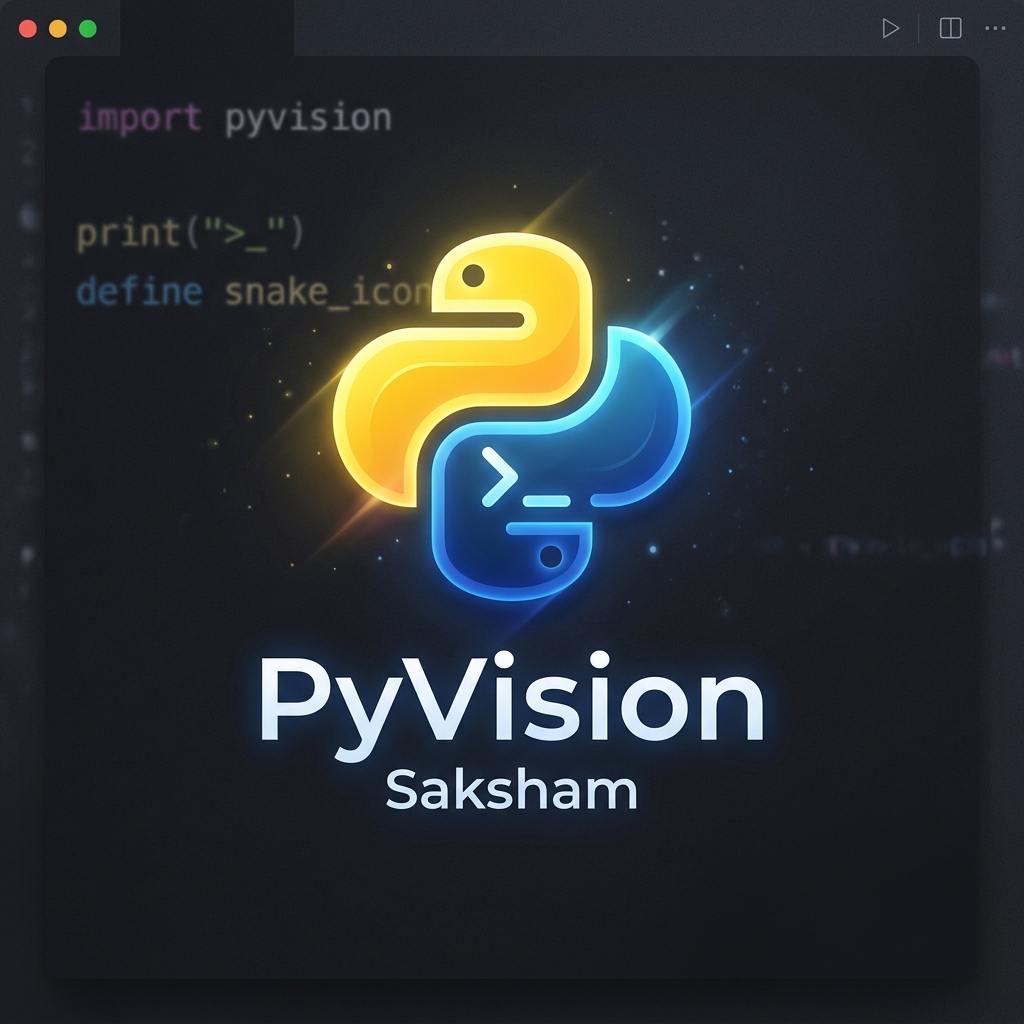 import pyvision
print(">_")
define snake_icon
>_
PyVision
Saksham